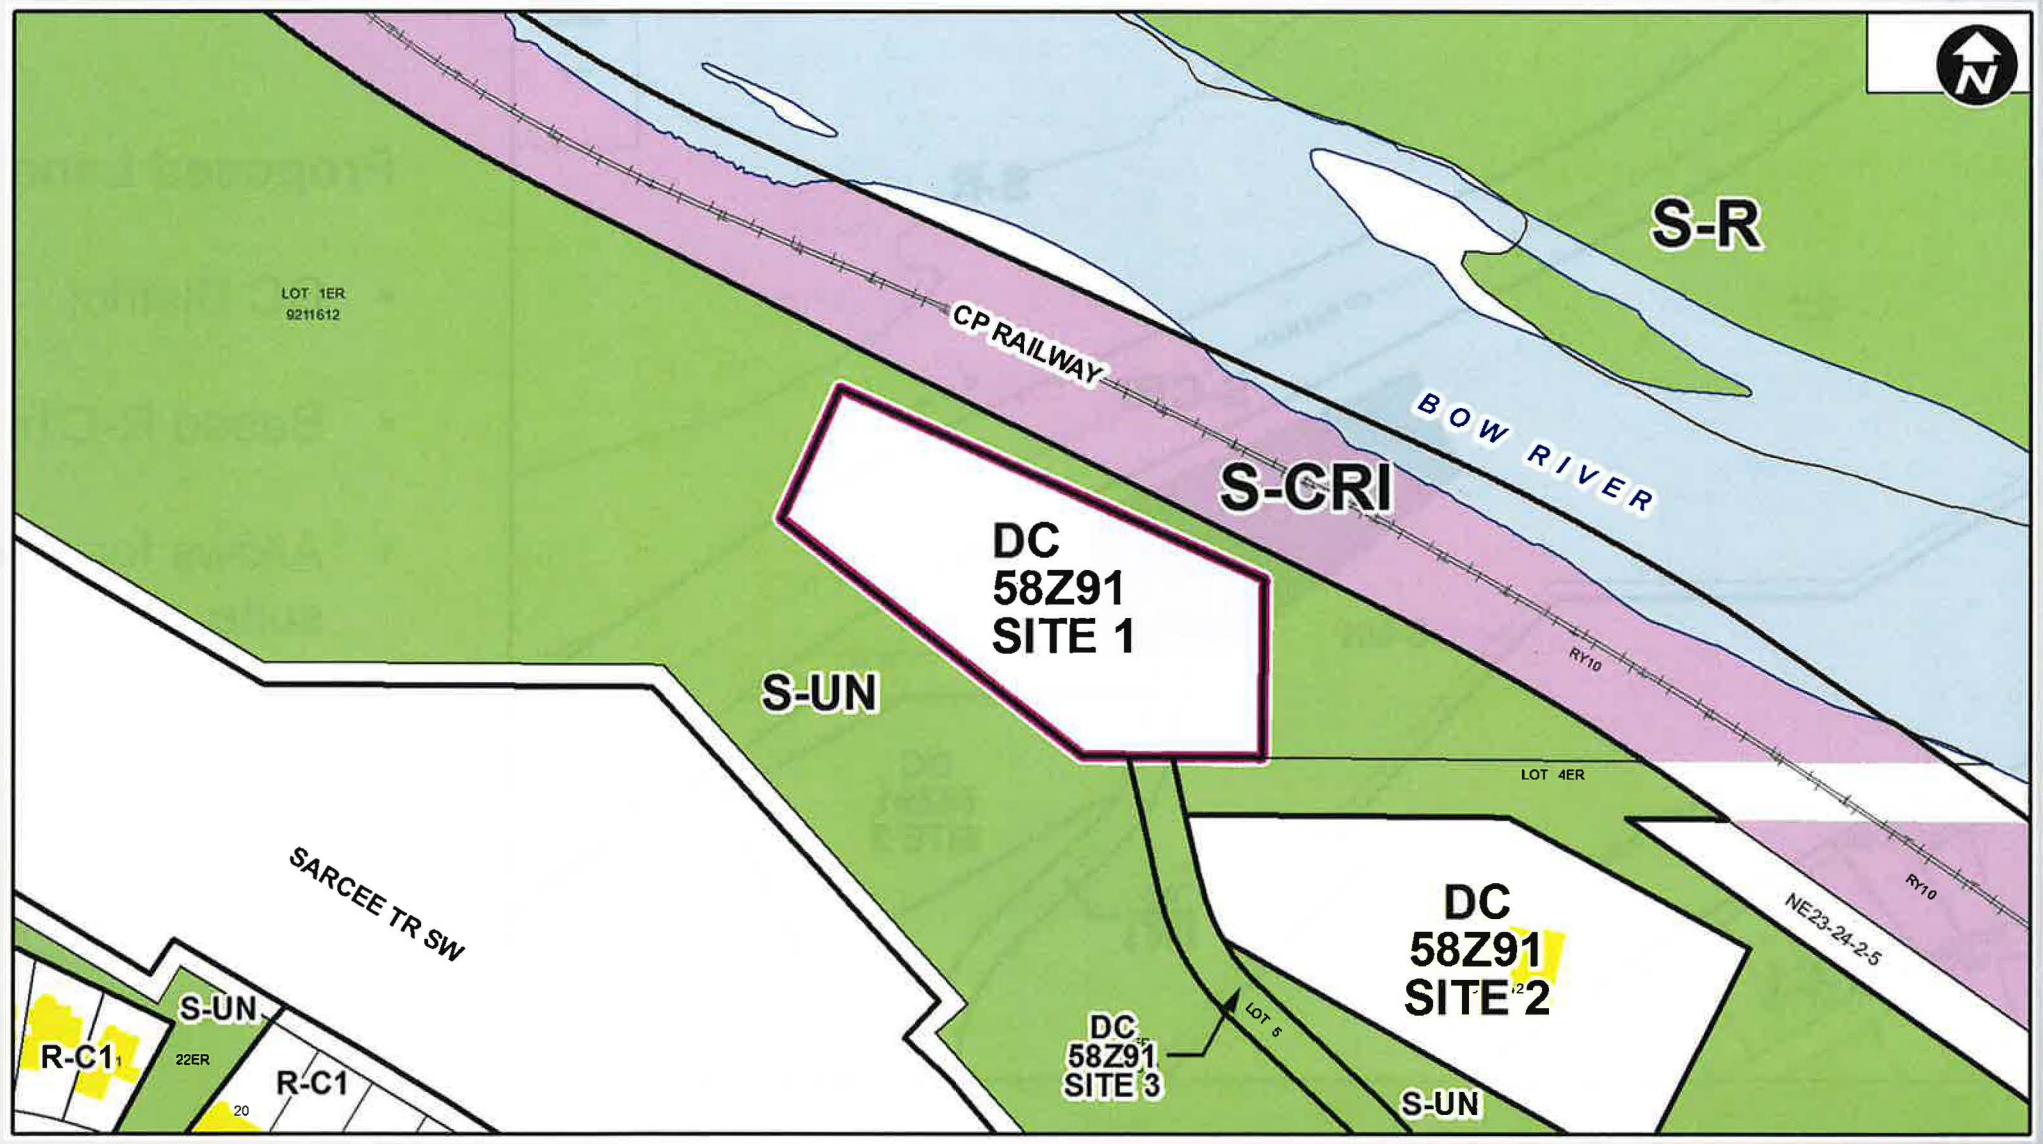 N
S-R
LOT 1ER
9211612
CP RAILWAY
BOW RIVER
S-CRI
DC
58Z91
SITE 1
RY10
S-UN
LOT 4ER
SARCEE TR SW
DC
58Z91
SITE 2
RY10
NE23-24-2-5
S-UN
R-C1
1
22ER
R-C1
20
DC
58Z91
SITE 3
LOT 5
S-UN